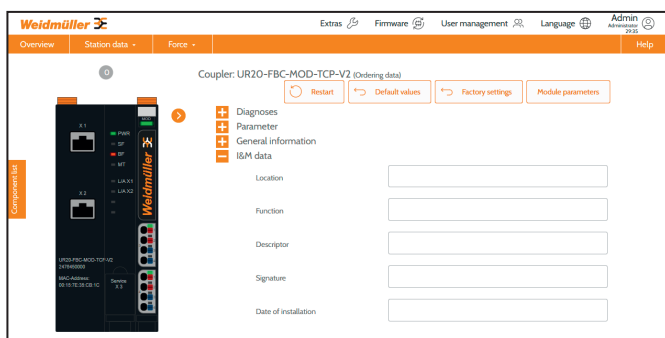 Weidmüller
Extras Firmware User management Language Admin
Administrator
29:35
Overview Station data Force Help
0
Coupler: UR20-FBC-MOD-TCP-V2 (Ordering data)
Restart Default values Factory settings Module parameters
Diagnoses
Parameter
General information
I&M data
Location
Function
Descriptor
Signature
Date of installation
Component list
X 1
PWR
SF
BF
MT
L/A X1
L/A X2
X 2
Weidmüller
UR20-FBC-MOD-TCP-V2
2476450000
MAC-Address:
00:15:7E:26:CB:1C
Service
X 3